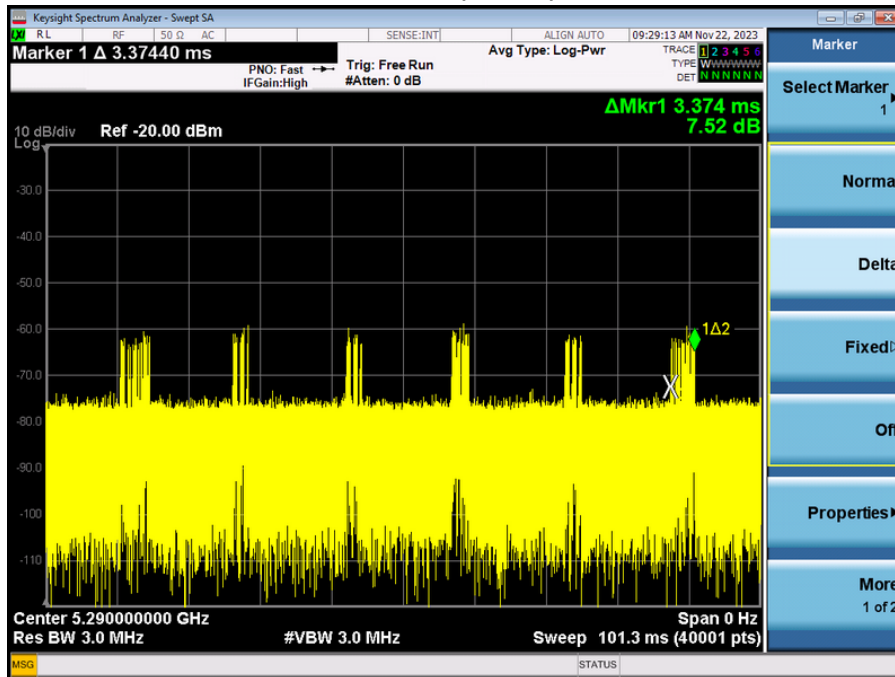 Keysight Spectrum Analyzer - Swept SA
LXI RL RF 50 Ω AC SENSE:INT ALIGN AUTO 09:29:13 AM Nov 22, 2023
Marker 1 Δ 3.37440 ms
Avg Type: Log-Pwr
TRACE 1 2 3 4 5 6
PNO: Fast
Trig: Free Run
TYPE WWWWWW
IFGain:High
#Atten: 0 dB
DET N N N N N N
ΔMkr1 3.374 ms
7.52 dB
10 dB/div Ref -20.00 dBm
Log
-30.0
-40.0
-50.0
-60.0
1Δ2
-70.0
-80.0
-90.0
-100
-110
Center 5.290000000 GHz
Span 0 Hz
Res BW 3.0 MHz
#VBW 3.0 MHz
Sweep 101.3 ms (40001 pts)
MSG
STATUS
Marker
Select Marker
1
Norma
Delta
Fixed
Off
Properties
More
1 of 2